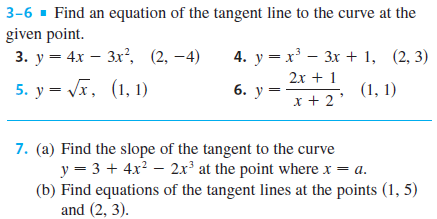 3–6 ▪ Find an equation of the tangent line to the curve at the
given point.
3. y = 4x − 3x², (2, −4) 4. y = x³ − 3x + 1, (2, 3)
5. y = √x, (1, 1) 6. y = (2x + 1)/(x + 2), (1, 1)
7. (a) Find the slope of the tangent to the curve
y = 3 + 4x² − 2x³ at the point where x = a.
(b) Find equations of the tangent lines at the points (1, 5)
and (2, 3).